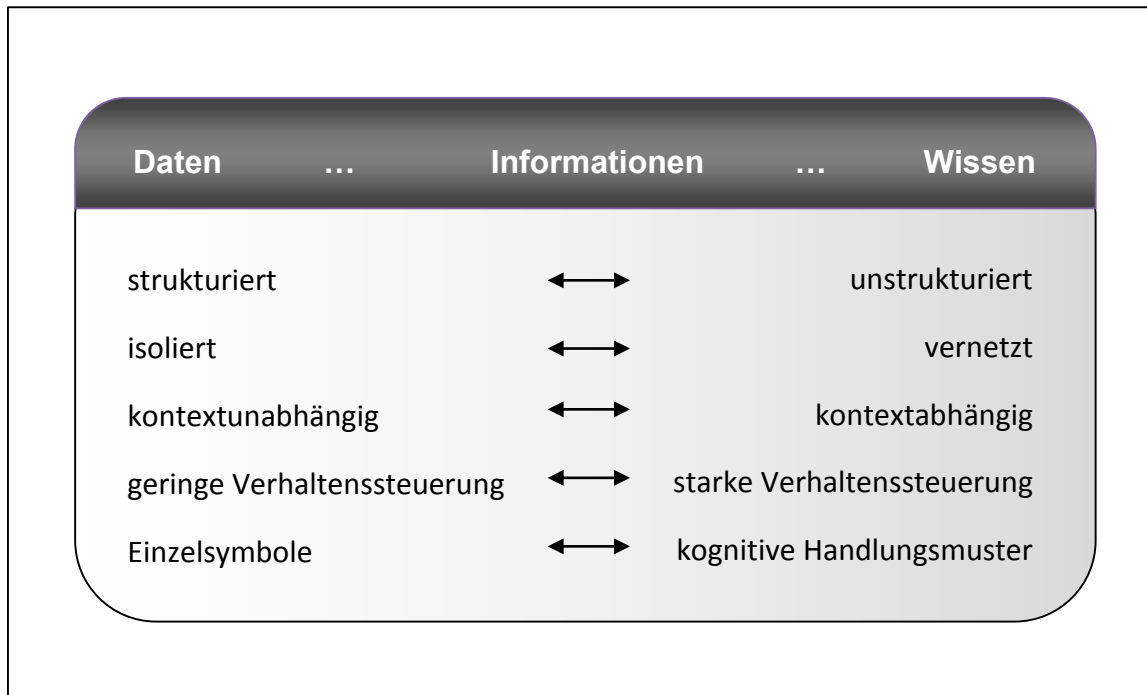 Daten … Informationen … Wissen
strukturiert unstrukturiert
isoliert vernetzt
kontextunabhängig kontextabhängig
geringe Verhaltenssteuerung starke Verhaltenssteuerung
Einzelsymbole kognitive Handlungsmuster